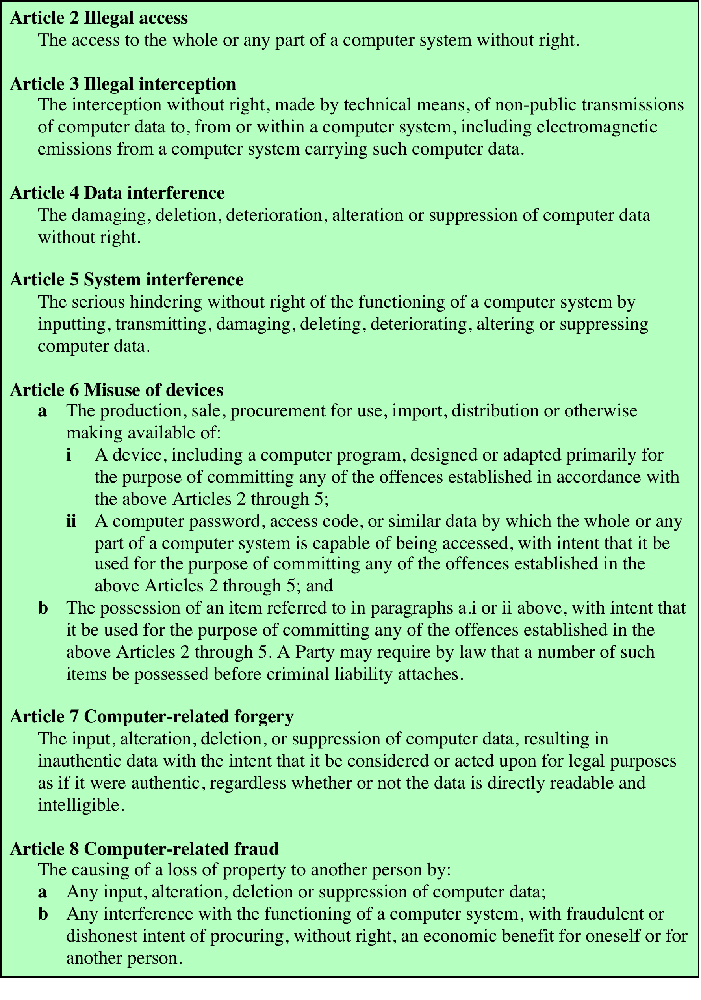 Article 2 Illegal access
The access to the whole or any part of a computer system without right.
Article 3 Illegal interception
The interception without right, made by technical means, of non-public transmissions
of computer data to, from or within a computer system, including electromagnetic
emissions from a computer system carrying such computer data.
Article 4 Data interference
The damaging, deletion, deterioration, alteration or suppression of computer data
without right.
Article 5 System interference
The serious hindering without right of the functioning of a computer system by
inputting, transmitting, damaging, deleting, deteriorating, altering or suppressing
computer data.
Article 6 Misuse of devices
a The production, sale, procurement for use, import, distribution or otherwise
making available of:
i A device, including a computer program, designed or adapted primarily for
the purpose of committing any of the offences established in accordance with
the above Articles 2 through 5;
ii A computer password, access code, or similar data by which the whole or any
part of a computer system is capable of being accessed, with intent that it be
used for the purpose of committing any of the offences established in the
above Articles 2 through 5; and
b The possession of an item referred to in paragraphs a.i or ii above, with intent that
it be used for the purpose of committing any of the offences established in the
above Articles 2 through 5. A Party may require by law that a number of such
items be possessed before criminal liability attaches.
Article 7 Computer-related forgery
The input, alteration, deletion, or suppression of computer data, resulting in
inauthentic data with the intent that it be considered or acted upon for legal purposes
as if it were authentic, regardless whether or not the data is directly readable and
intelligible.
Article 8 Computer-related fraud
The causing of a loss of property to another person by:
a Any input, alteration, deletion or suppression of computer data;
b Any interference with the functioning of a computer system, with fraudulent or
dishonest intent of procuring, without right, an economic benefit for oneself or for
another person.